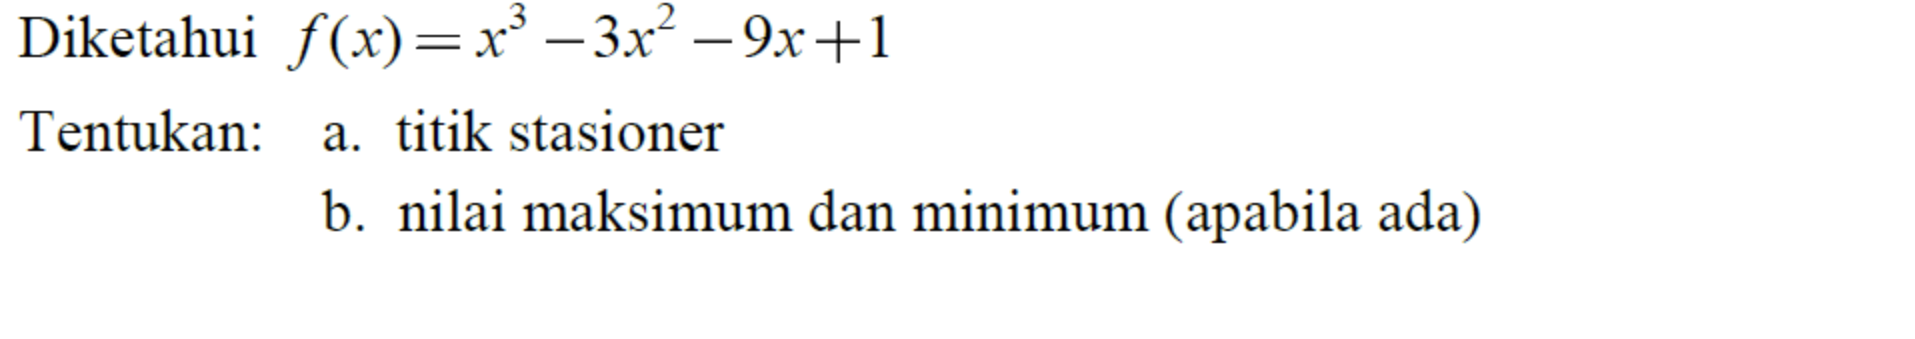 Diketahui f(x) = x³ – 3x² – 9x + 1
Tentukan: a. titik stasioner
b. nilai maksimum dan minimum (apabila ada)